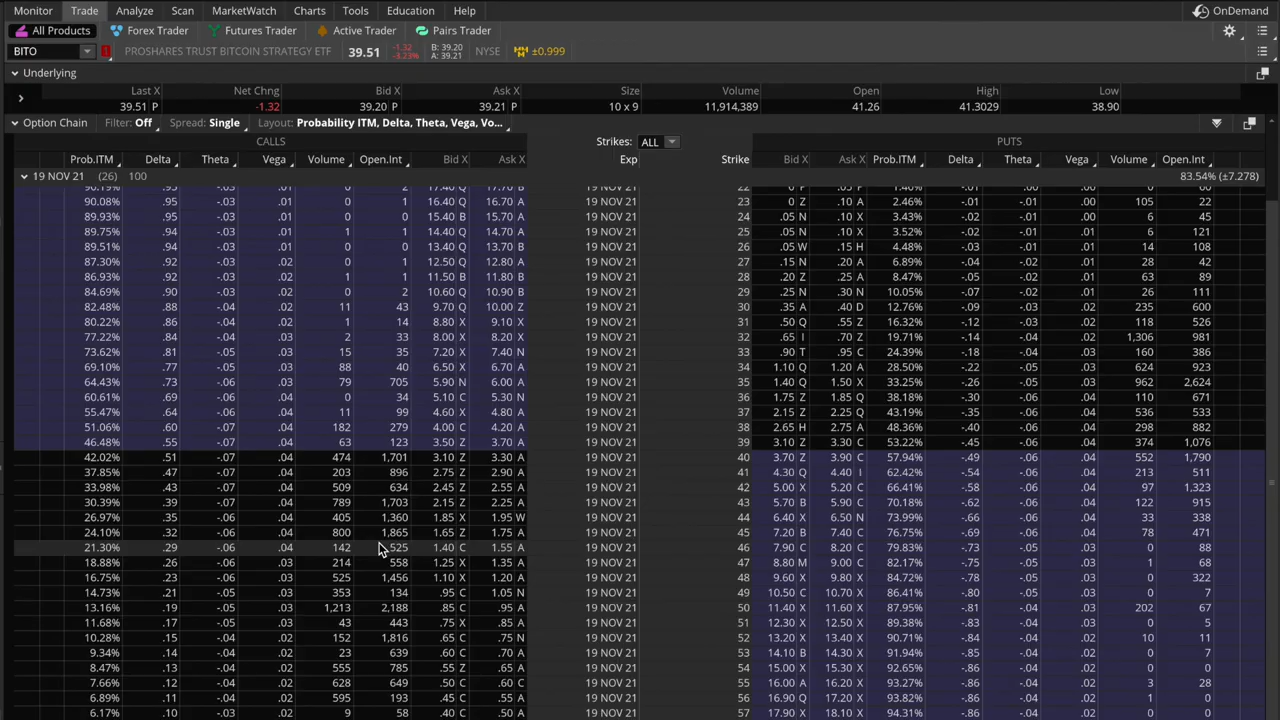 Monitor Trade Analyze Scan MarketWatch Charts Tools Education Help OnDemand
All Products Forex Trader Futures Trader Active Trader Pairs Trader
BITO PROSHARES TRUST BITCOIN STRATEGY ETF 39.51 -1.32 -3.23% B: 39.20 A: 39.21 NYSE ±0.999
Underlying
Last X Net Chng Bid X Ask X Size Volume Open High Low
39.51 P -1.32 39.20 P 39.21 P 10 x 9 11,914,389 41.26 41.3029 38.90
Option Chain Filter: Off Spread: Single Layout: Probability ITM, Delta, Theta, Vega, Vo...
CALLS Strikes: ALL PUTS
Prob.ITM Delta Theta Vega Volume Open.Int Bid X Ask X Exp Strike Bid X Ask X Prob.ITM Delta Theta Vega Volume Open.Int
19 NOV 21 (26) 100 83.54% (±7.278)
90.08% .95 -.03 .01 0 1 16.40 Q 16.70 B 19 NOV 21 23 0 Z .10 A 2.46% -.01 -.01 .00 105 22
89.93% .95 -.03 .01 0 0 15.40 B 15.70 B 19 NOV 21 24 .05 N .10 X 3.43% -.02 -.01 .00 6 45
89.75% .94 -.03 .01 1 1 14.40 Q 14.70 A 19 NOV 21 25 .05 N .10 X 3.52% -.02 -.01 .01 6 121
89.51% .94 -.03 .01 0 0 13.40 Q 13.70 B 19 NOV 21 26 .05 W .15 H 4.48% -.03 -.01 .01 14 108
87.30% .92 -.03 .01 0 0 12.50 Q 12.80 A 19 NOV 21 27 .15 N .20 A 6.89% -.04 -.02 .01 28 42
86.93% .92 -.03 .01 1 1 11.50 B 11.80 B 19 NOV 21 28 .20 Z .25 A 8.47% -.05 -.02 .01 63 89
84.69% .90 -.03 .02 0 2 10.60 Q 10.90 B 19 NOV 21 29 .25 N .30 N 10.05% -.07 -.02 .01 26 111
82.48% .88 -.04 .02 11 43 9.70 Q 10.00 Z 19 NOV 21 30 .35 A .40 D 12.76% -.09 -.03 .02 235 600
80.22% .86 -.04 .02 1 14 8.80 X 9.10 X 19 NOV 21 31 .50 Q .55 Z 16.32% -.12 -.03 .02 118 526
77.22% .84 -.04 .02 2 33 8.00 X 8.20 X 19 NOV 21 32 .65 I .70 Z 19.71% -.14 -.04 .02 1,306 981
73.62% .81 -.05 .03 15 35 7.20 X 7.40 N 19 NOV 21 33 .90 T .95 C 24.39% -.18 -.04 .03 160 386
69.10% .77 -.05 .03 88 40 6.50 X 6.70 A 19 NOV 21 34 1.10 Q 1.20 A 28.50% -.22 -.05 .03 624 923
64.43% .73 -.06 .03 79 705 5.90 N 6.00 A 19 NOV 21 35 1.40 Q 1.50 X 33.25% -.26 -.05 .03 962 2,624
60.61% .69 -.06 .04 0 34 5.10 C 5.30 N 19 NOV 21 36 1.75 Z 1.85 Q 38.18% -.30 -.06 .04 110 671
55.47% .64 -.06 .04 11 99 4.60 X 4.80 A 19 NOV 21 37 2.15 Z 2.25 Q 43.19% -.35 -.06 .04 536 533
51.06% .60 -.07 .04 182 279 4.00 C 4.20 A 19 NOV 21 38 2.65 H 2.75 A 48.36% -.40 -.06 .04 298 882
46.48% .55 -.07 .04 63 123 3.50 Z 3.70 A 19 NOV 21 39 3.10 Z 3.30 C 53.22% -.45 -.06 .04 374 1,076
42.02% .51 -.07 .04 474 1,701 3.10 Z 3.30 A 19 NOV 21 40 3.70 Z 3.90 C 57.94% -.49 -.06 .04 552 1,790
37.85% .47 -.07 .04 203 896 2.75 Z 2.90 A 19 NOV 21 41 4.30 Q 4.40 I 62.42% -.54 -.06 .04 213 511
33.98% .43 -.07 .04 509 634 2.45 Z 2.55 A 19 NOV 21 42 5.00 X 5.20 C 66.41% -.58 -.06 .04 97 1,323
30.39% .39 -.07 .04 789 1,703 2.15 Z 2.25 A 19 NOV 21 43 5.70 B 5.90 C 70.18% -.62 -.06 .04 122 915
26.97% .35 -.06 .04 405 1,360 1.85 X 1.95 W 19 NOV 21 44 6.40 X 6.50 N 73.99% -.66 -.06 .04 33 338
24.10% .32 -.06 .04 800 1,865 1.65 Z 1.75 A 19 NOV 21 45 7.20 B 7.40 C 76.75% -.69 -.06 .03 78 471
21.30% .29 -.06 .04 142 525 1.40 C 1.55 A 19 NOV 21 46 7.90 C 8.20 C 79.83% -.73 -.05 .03 0 88
18.88% .26 -.06 .03 214 558 1.25 X 1.35 A 19 NOV 21 47 8.80 M 9.00 C 82.17% -.75 -.05 .03 1 68
16.75% .23 -.06 .03 525 1,456 1.10 X 1.20 A 19 NOV 21 48 9.60 X 9.80 X 84.72% -.78 -.05 .03 0 322
14.73% .21 -.05 .03 353 134 .95 C 1.05 N 19 NOV 21 49 10.50 C 10.70 X 86.41% -.80 -.05 .03 0 7
13.16% .19 -.05 .03 1,213 2,188 .85 C .95 A 19 NOV 21 50 11.40 X 11.60 X 87.95% -.81 -.04 .03 202 67
11.68% .17 -.05 .03 43 443 .75 X .85 A 19 NOV 21 51 12.30 X 12.50 X 89.38% -.83 -.04 .02 0 5
10.28% .15 -.04 .02 152 1,816 .65 C .75 N 19 NOV 21 52 13.20 X 13.40 X 90.71% -.84 -.04 .02 10 11
9.34% .14 -.04 .02 23 639 .60 C .70 A 19 NOV 21 53 14.10 B 14.30 X 91.94% -.86 -.04 .02 0 7
8.47% .13 -.04 .02 555 785 .55 Z .65 A 19 NOV 21 54 15.00 X 15.30 X 92.65% -.86 -.04 .02 0 0
7.66% .12 -.04 .02 628 649 .50 C .60 C 19 NOV 21 55 16.00 A 16.20 X 93.27% -.86 -.04 .02 3 28
6.89% .11 -.04 .02 595 193 .45 C .55 A 19 NOV 21 56 16.90 Q 17.20 X 93.82% -.86 -.04 .02 1 0
6.17% .10 -.03 .02 9 58 .40 C .50 A 19 NOV 21 57 17.90 X 18.10 X 94.31% -.86 -.04 .02 0 0